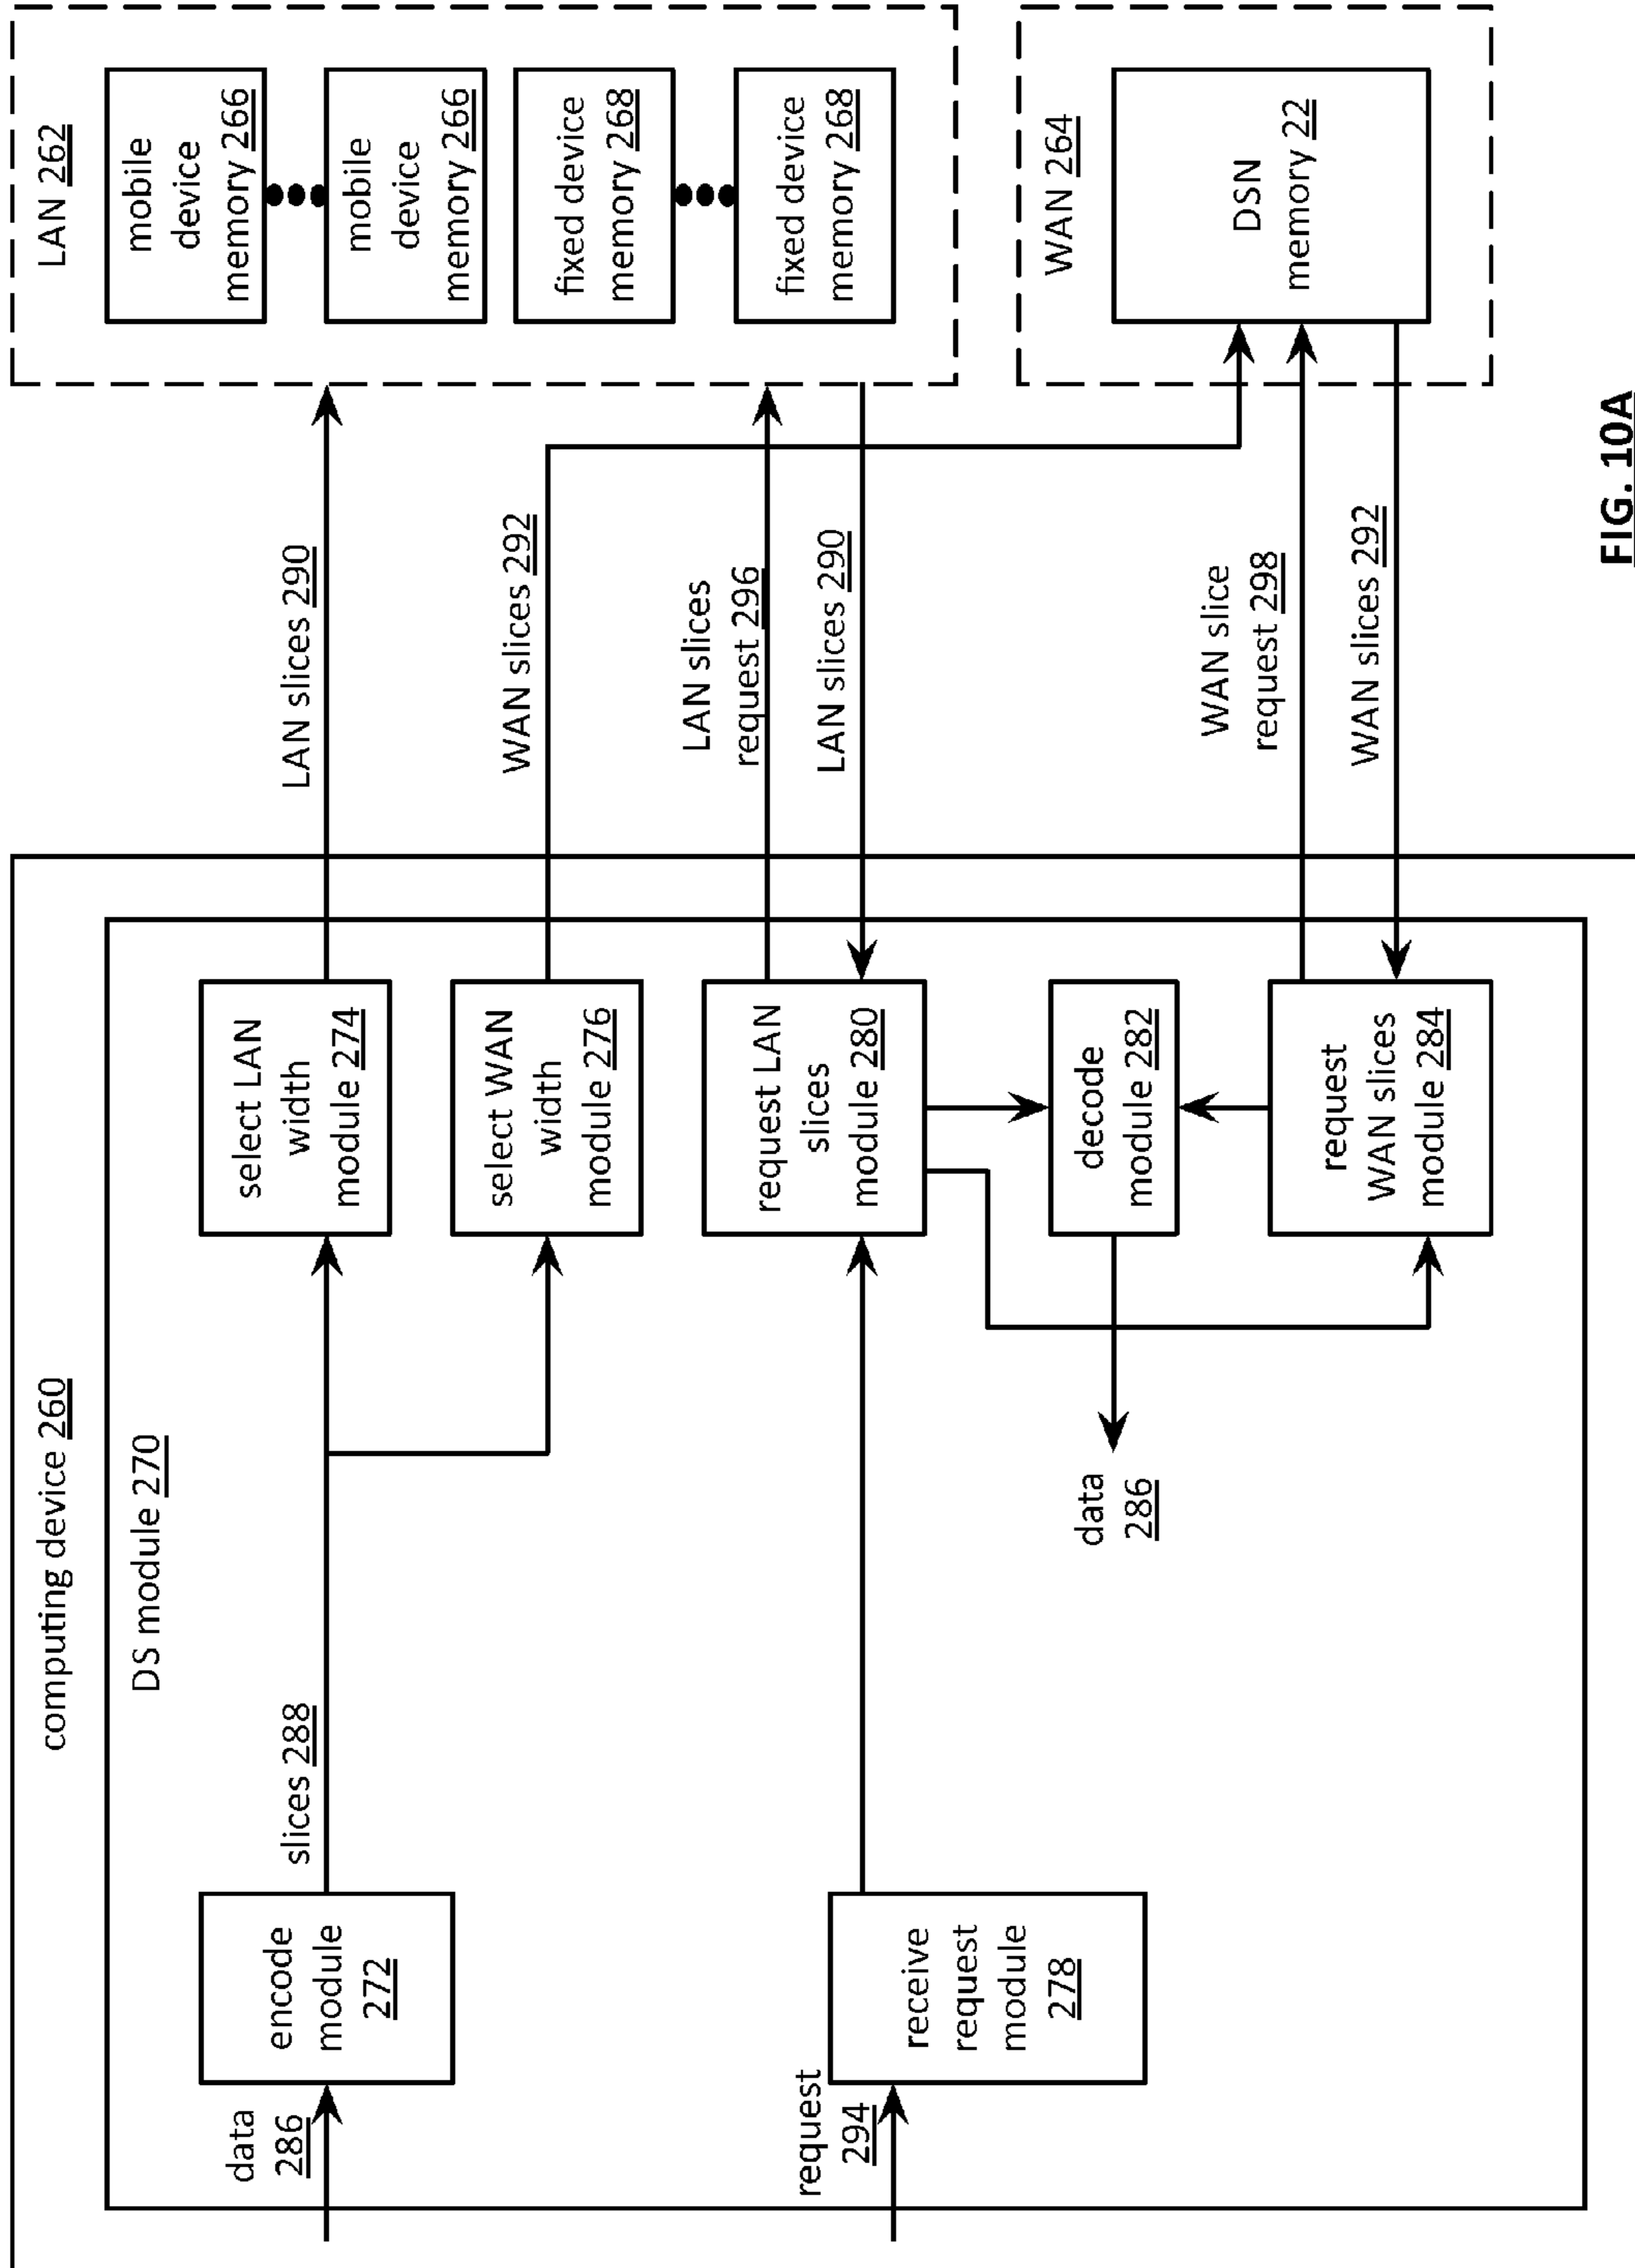 computing device 260
DS module 270
data
286
encode
module
272
slices 288
select LAN
width
module 274
select WAN
width
module 276
request
294
receive
request
module
278
request LAN
slices
module 280
decode
module 282
data
286
request
WAN slices
module 284
LAN slices 290
WAN slices 292
LAN slices
request 296
LAN slices 290
WAN slice
request 298
WAN slices 292
LAN 262
mobile
device
memory 266
mobile
device
memory 266
fixed device
memory 268
fixed device
memory 268
WAN 264
DSN
memory 22
FIG. 10A